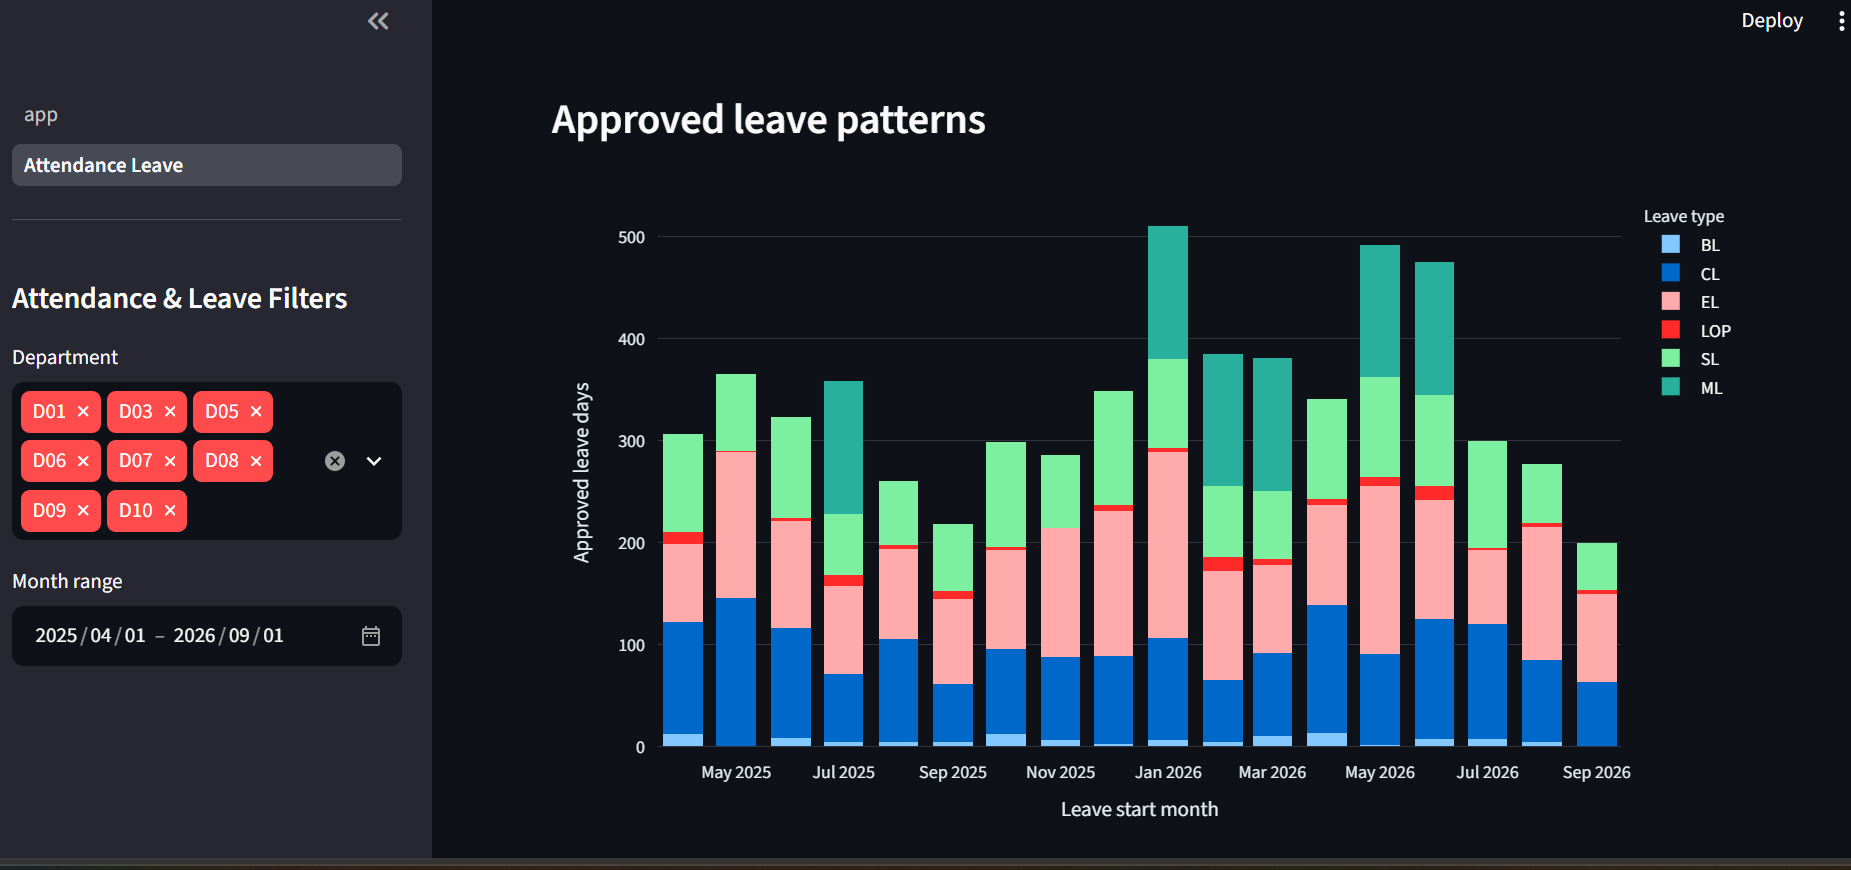 Deploy
app
Attendance Leave
Attendance & Leave Filters
Department
D01 D03 D05
D06 D07 D08
D09 D10
Month range
2025/04/01 – 2026/09/01
Approved leave patterns
Approved leave days
500
400
300
200
100
0
May 2025 Jul 2025 Sep 2025 Nov 2025 Jan 2026 Mar 2026 May 2026 Jul 2026 Sep 2026
Leave start month
Leave type
BL
CL
EL
LOP
SL
ML